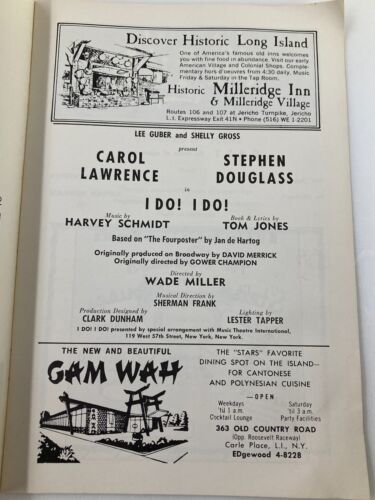 Discover Historic Long Island
One of America's famous old inns welcomes
you with fine food in abundance. Visit our early
American Village and Colonial Shops. Comple-
mentary hors d'oeuvres from 4:30 daily. Music
Friday & Saturday in the Tap Room.
Historic Milleridge Inn
& Milleridge Village
Routes 106 and 107 at Jericho Turnpike, Jericho
L.I. Expressway Exit 41N • Phone (516) WE 1-2201
LEE GUBER and SHELLY GROSS
present
CAROL LAWRENCE
STEPHEN DOUGLASS
in
I DO! I DO!
Music by
HARVEY SCHMIDT
Book & Lyrics by
TOM JONES
Based on "The Fourposter" by Jan de Hartog
Originally produced on Broadway by DAVID MERRICK
Originally directed by GOWER CHAMPION
Directed by
WADE MILLER
Musical Direction by
SHERMAN FRANK
Production Designed by
CLARK DUNHAM
Lighting by
LESTER TAPPER
I DO! I DO! presented by special arrangement with Music Theatre International,
119 West 57th Street, New York, New York.
THE NEW AND BEAUTIFUL
GAM WAH
THE "STARS" FAVORITE
DINING SPOT ON THE ISLAND—
FOR CANTONESE
AND POLYNESIAN CUISINE
— OPEN —
Weekdays
'til 1 a.m.
Cocktail Lounge
Saturday
'til 3 a.m.
Party Facilities
363 OLD COUNTRY ROAD
(Opp. Roosevelt Raceway)
Carle Place, L.I., N.Y.
EDgewood 4-8228